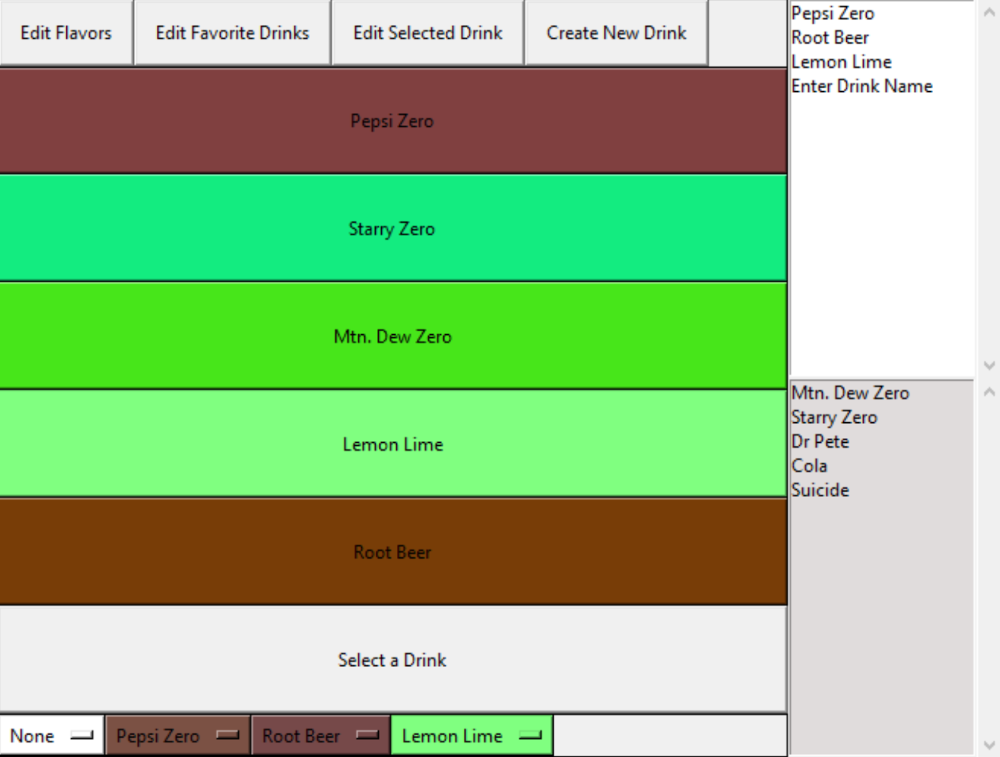 Edit Flavors
Edit Favorite Drinks
Edit Selected Drink
Create New Drink
Pepsi Zero
Starry Zero
Mtn. Dew Zero
Lemon Lime
Root Beer
Select a Drink
None
Pepsi Zero
Root Beer
Lemon Lime
Pepsi Zero
Root Beer
Lemon Lime
Enter Drink Name
Mtn. Dew Zero
Starry Zero
Dr Pete
Cola
Suicide